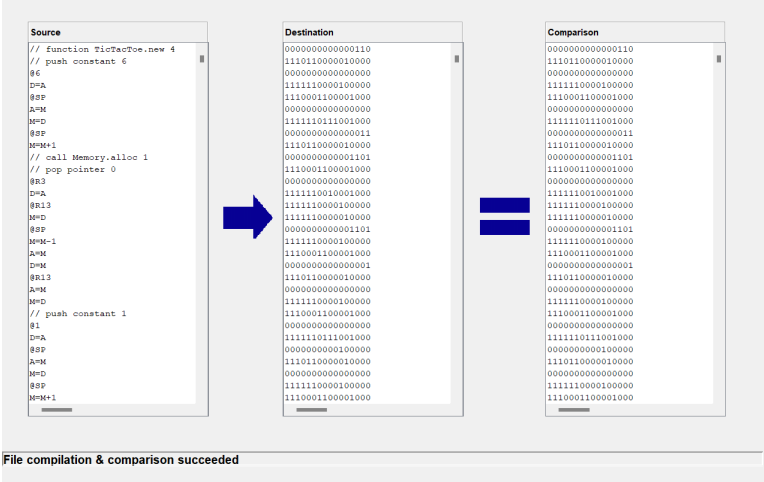 Source
// function TicTacToe.new 4
// push constant 6
@6
D=A
@SP
A=M
M=D
@SP
M=M+1
// call Memory.alloc 1
// pop pointer 0
@R3
D=A
@R13
M=D
@SP
M=M-1
A=M
D=M
@R13
A=M
M=D
// push constant 1
@1
D=A
@SP
A=M
M=D
@SP
M=M+1
Destination
0000000000000110
1110110000010000
0000000000000000
1111110000100000
1110001100001000
0000000000000000
1111110111001000
0000000000000011
1110110000010000
0000000000001101
1110001100001000
0000000000000000
1111110010001000
1111110000100000
1111110000010000
0000000000001101
1111110000100000
1110001100001000
0000000000000001
1110110000010000
0000000000000000
1111110000100000
1110001100001000
0000000000000000
1111110111001000
0000000000100000
1110110000010000
0000000000000000
1111110000100000
1110001100001000
Comparison
0000000000000110
1110110000010000
0000000000000000
1111110000100000
1110001100001000
0000000000000000
1111110111001000
0000000000000011
1110110000010000
0000000000001101
1110001100001000
0000000000000000
1111110010001000
1111110000100000
1111110000010000
0000000000001101
1111110000100000
1110001100001000
0000000000000001
1110110000010000
0000000000000000
1111110000100000
1110001100001000
0000000000000000
1111110111001000
0000000000100000
1110110000010000
0000000000000000
1111110000100000
1110001100001000
File compilation & comparison succeeded